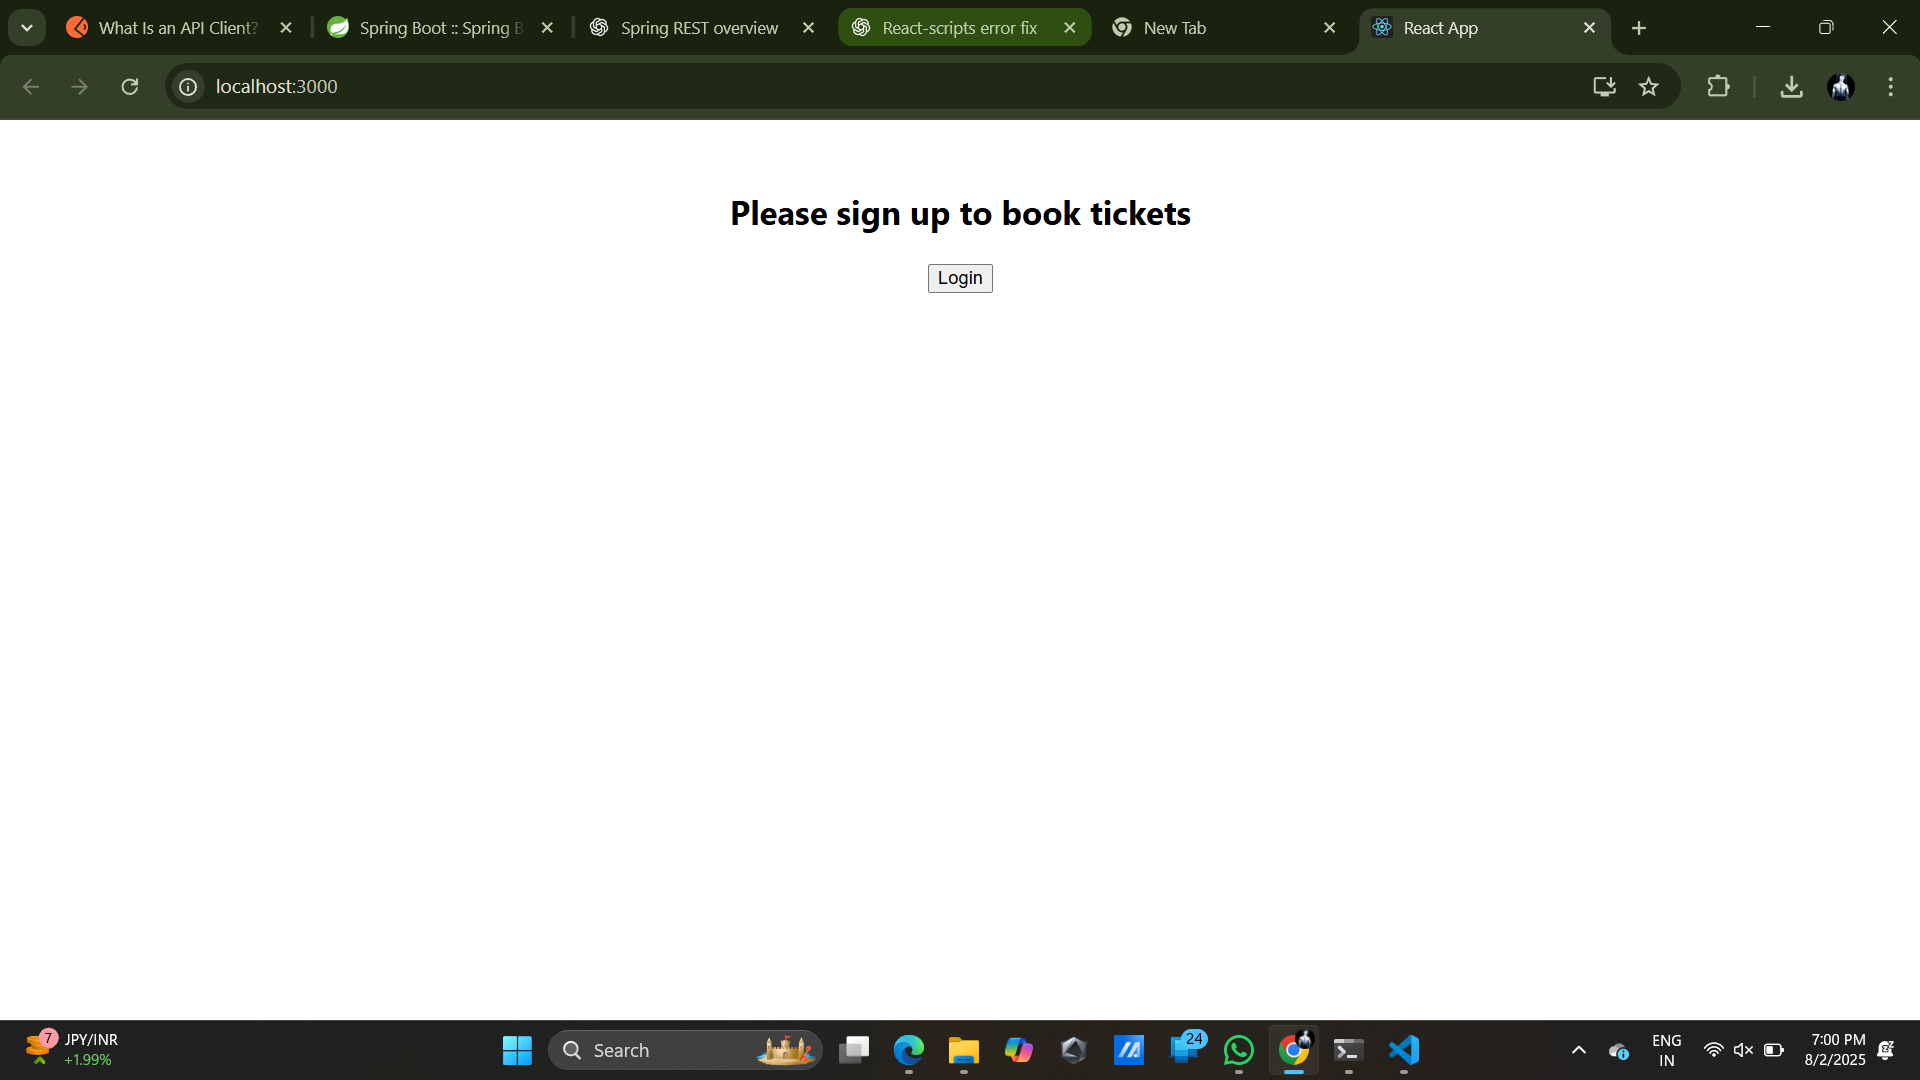 What Is an API Client?
Spring Boot :: Spring B
Spring REST overview
React-scripts error fix
New Tab
React App
localhost:3000
Please sign up to book tickets
Login
7
JPY/INR
+1.99%
Search
24
ENG
IN
7:00 PM
8/2/2025